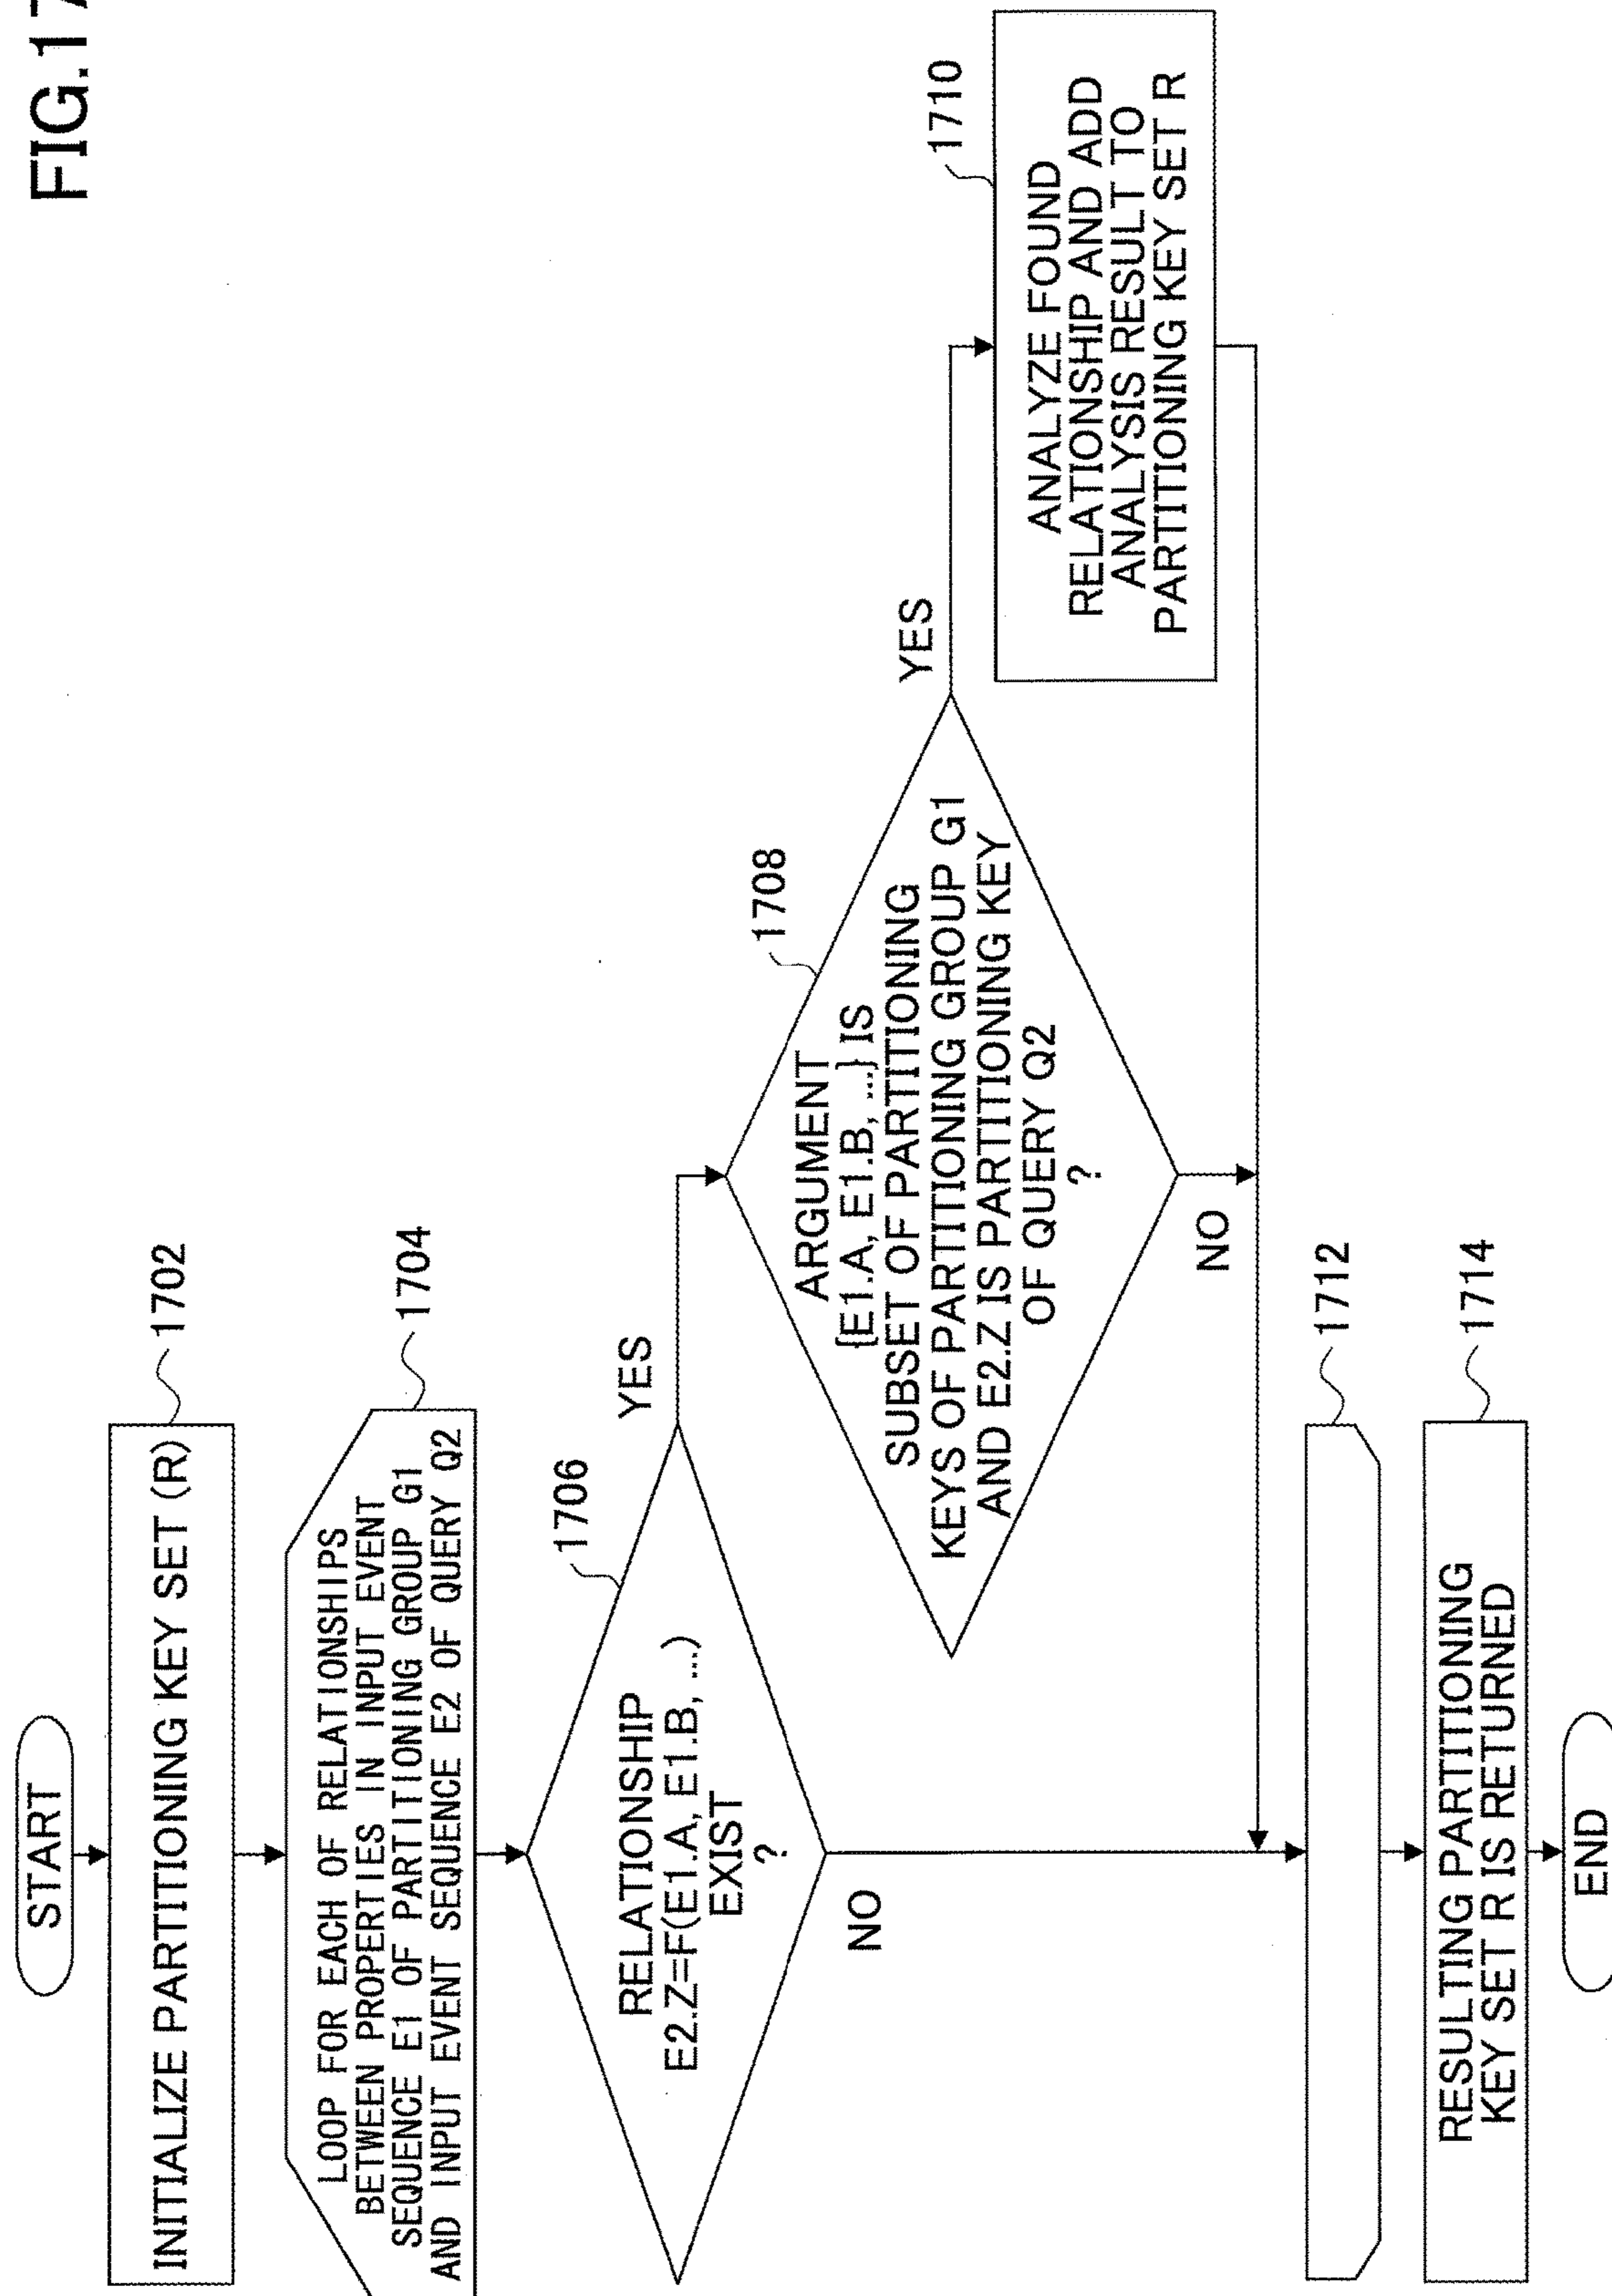 FIG.17
START
INITIALIZE PARTITIONING KEY SET (R)
1702
LOOP FOR EACH OF RELATIONSHIPS
BETWEEN PROPERTIES IN INPUT EVENT
SEQUENCE E1 OF PARTITIONING GROUP G1
AND INPUT EVENT SEQUENCE E2 OF QUERY Q2
1704
RELATIONSHIP
E2.Z=F(E1.A, E1.B, ...)
EXIST
?
1706
YES
NO
ARGUMENT
{E1.A, E1.B, ...} IS
SUBSET OF PARTITIONING
KEYS OF PARTITIONING GROUP G1
AND E2.Z IS PARTITIONING KEY
OF QUERY Q2
?
1708
YES
NO
ANALYZE FOUND
RELATIONSHIP AND ADD
ANALYSIS RESULT TO
PARTITIONING KEY SET R
1710
1712
RESULTING PARTITIONING
KEY SET R IS RETURNED
1714
END